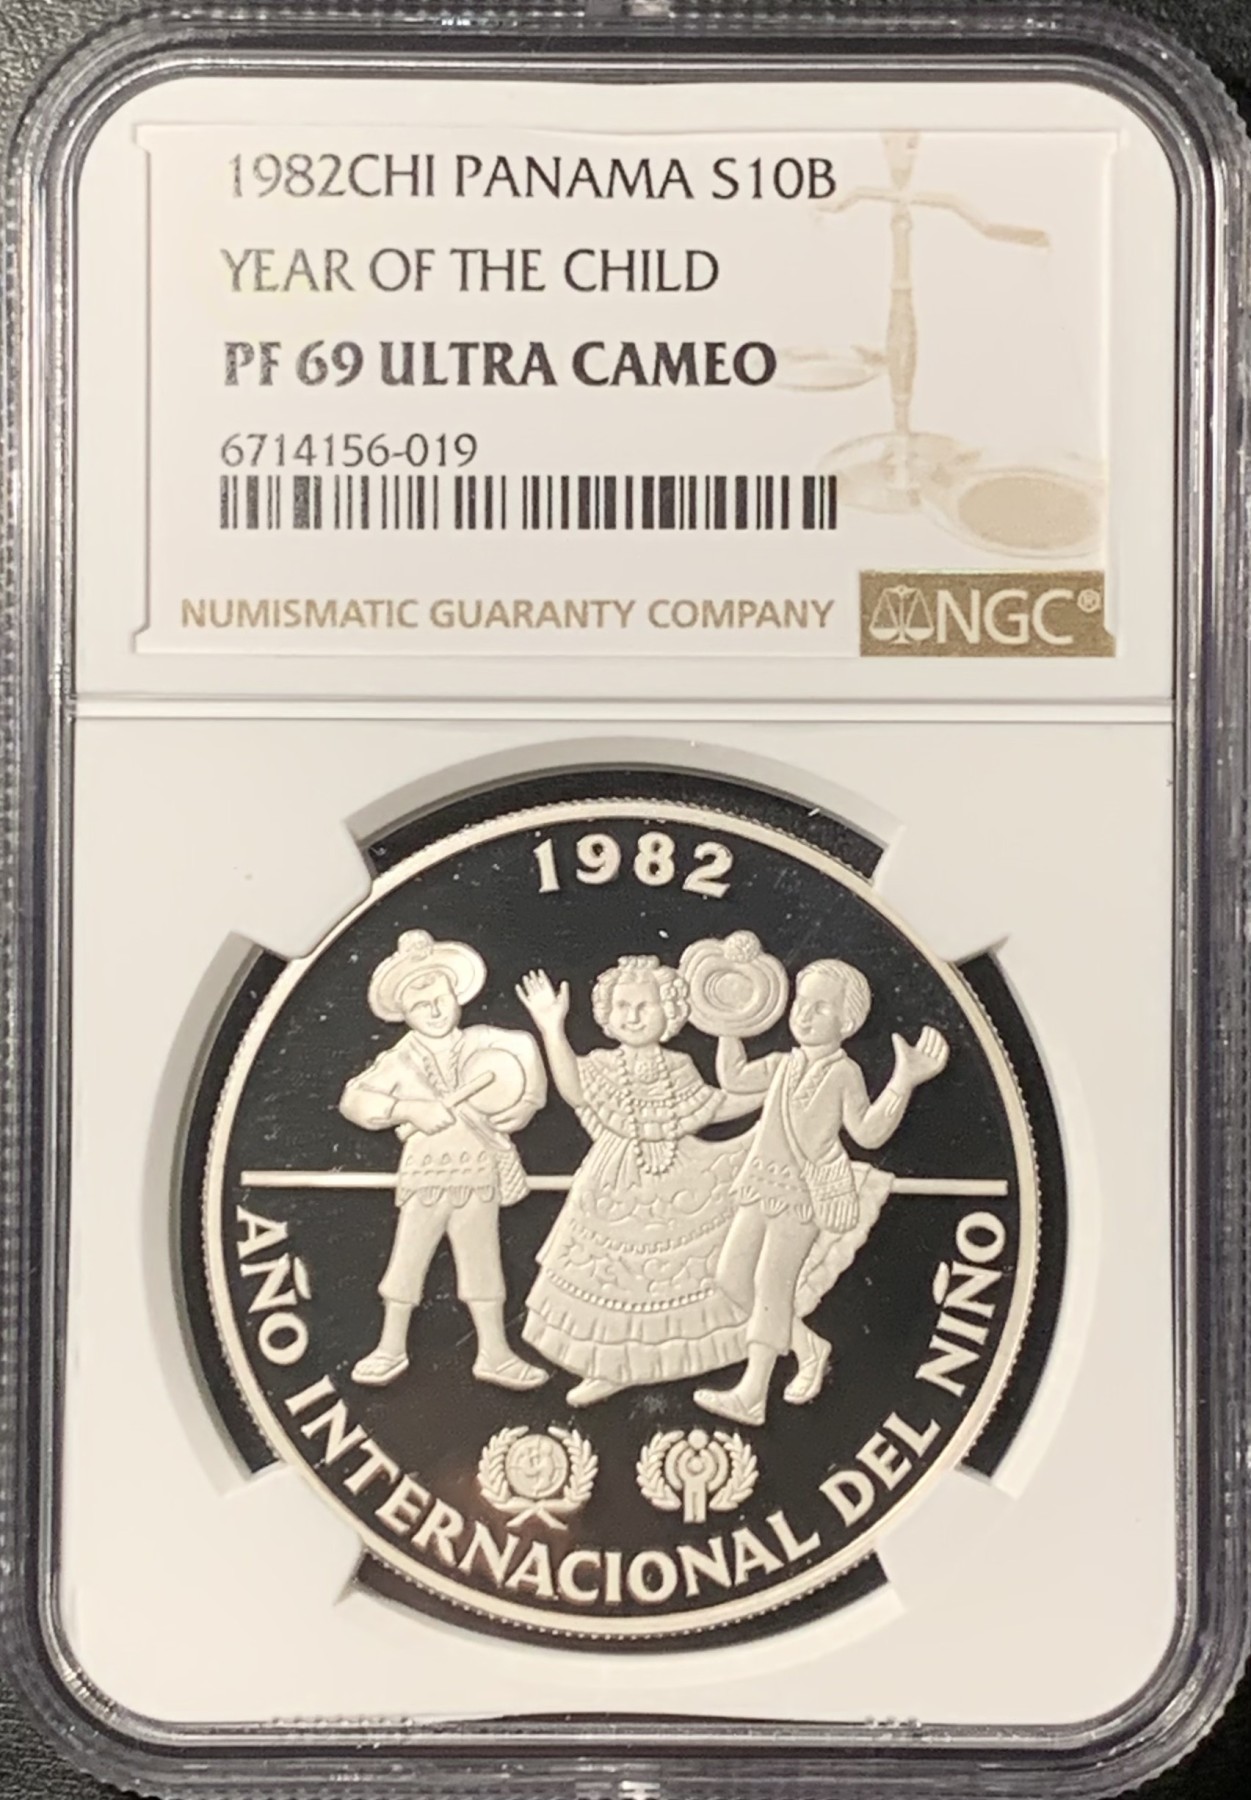 1982CHI PANAMA S10B
YEAR OF THE CHILD
PF 69 ULTRA CAMEO
6714156-019
NUMISMATIC GUARANTY COMPANY
NGC®
1982
AÑO INTERNACIONAL DEL NIÑO